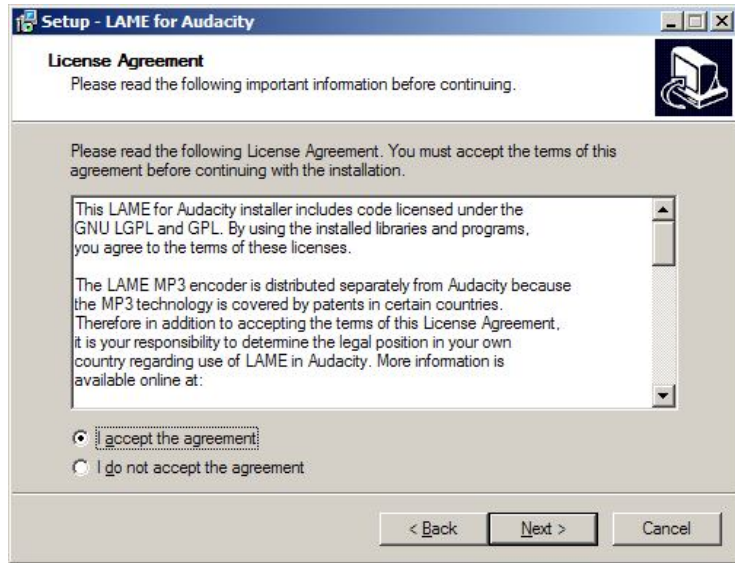 Setup - LAME for Audacity
License Agreement
Please read the following important information before continuing.
Please read the following License Agreement. You must accept the terms of this
agreement before continuing with the installation.
This LAME for Audacity installer includes code licensed under the
GNU LGPL and GPL. By using the installed libraries and programs,
you agree to the terms of these licenses.
The LAME MP3 encoder is distributed separately from Audacity because
the MP3 technology is covered by patents in certain countries.
Therefore in addition to accepting the terms of this License Agreement,
it is your responsibility to determine the legal position in your own
country regarding use of LAME in Audacity. More information is
available online at:
I accept the agreement
I do not accept the agreement
< Back Next > Cancel